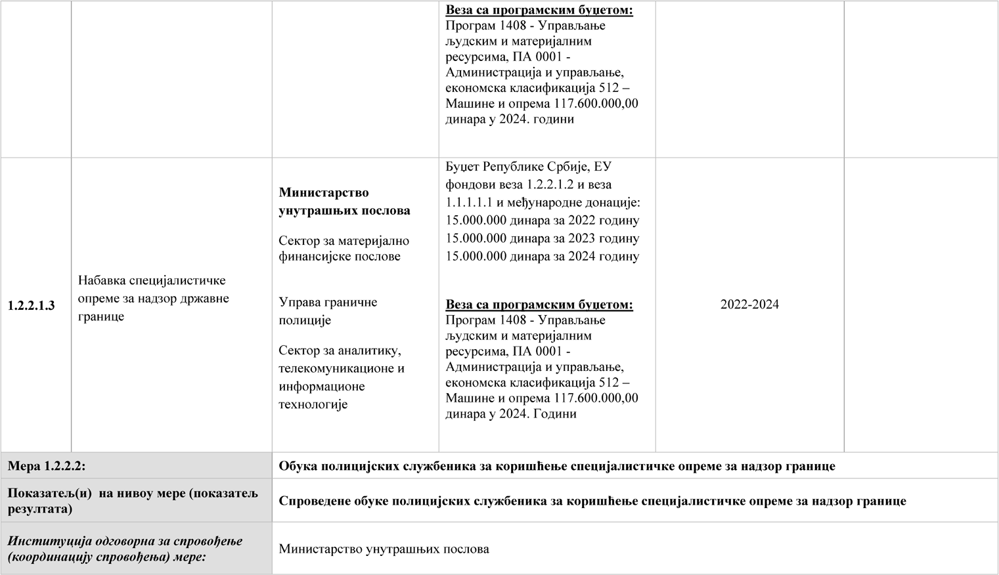 Веза са програмским буџетом:
Програм 1408 - Управљање
људским и материјалним
ресурсима, ПА 0001 -
Администрација и управљање,
економска класификација 512 –
Машине и опрема 117.600.000,00
динара у 2024. години
1.2.2.1.3
Набавка специјалистичке
опреме за надзор државне
границе
Министарство
унутрашњих послова
Сектор за материјално
финансијске послове
Управа граничне
полиције
Сектор за аналитику,
телекомуникационе и
информационе
технологије
Буџет Републике Србије, ЕУ
фондови веза 1.2.2.1.2 и веза
1.1.1.1.1 и међународне донације:
15.000.000 динара за 2022 годину
15.000.000 динара за 2023 годину
15.000.000 динара за 2024 годину
Веза са програмским буџетом:
Програм 1408 - Управљање
људским и материјалним
ресурсима, ПА 0001 -
Администрација и управљање,
економска класификација 512 –
Машине и опрема 117.600.000,00
динара у 2024. Години
2022-2024
Мера 1.2.2.2:
Обука полицијских службеника за коришћење специјалистичке опреме за надзор границе
Показатељ(и)  на нивоу мере (показатељ
резултата)
Спроведене обуке полицијских службеника за коришћење специјалистичке опреме за надзор границе
Институција одговорна за спровођење
(координацију спровођења) мере:
Министарство унутрашњих послова